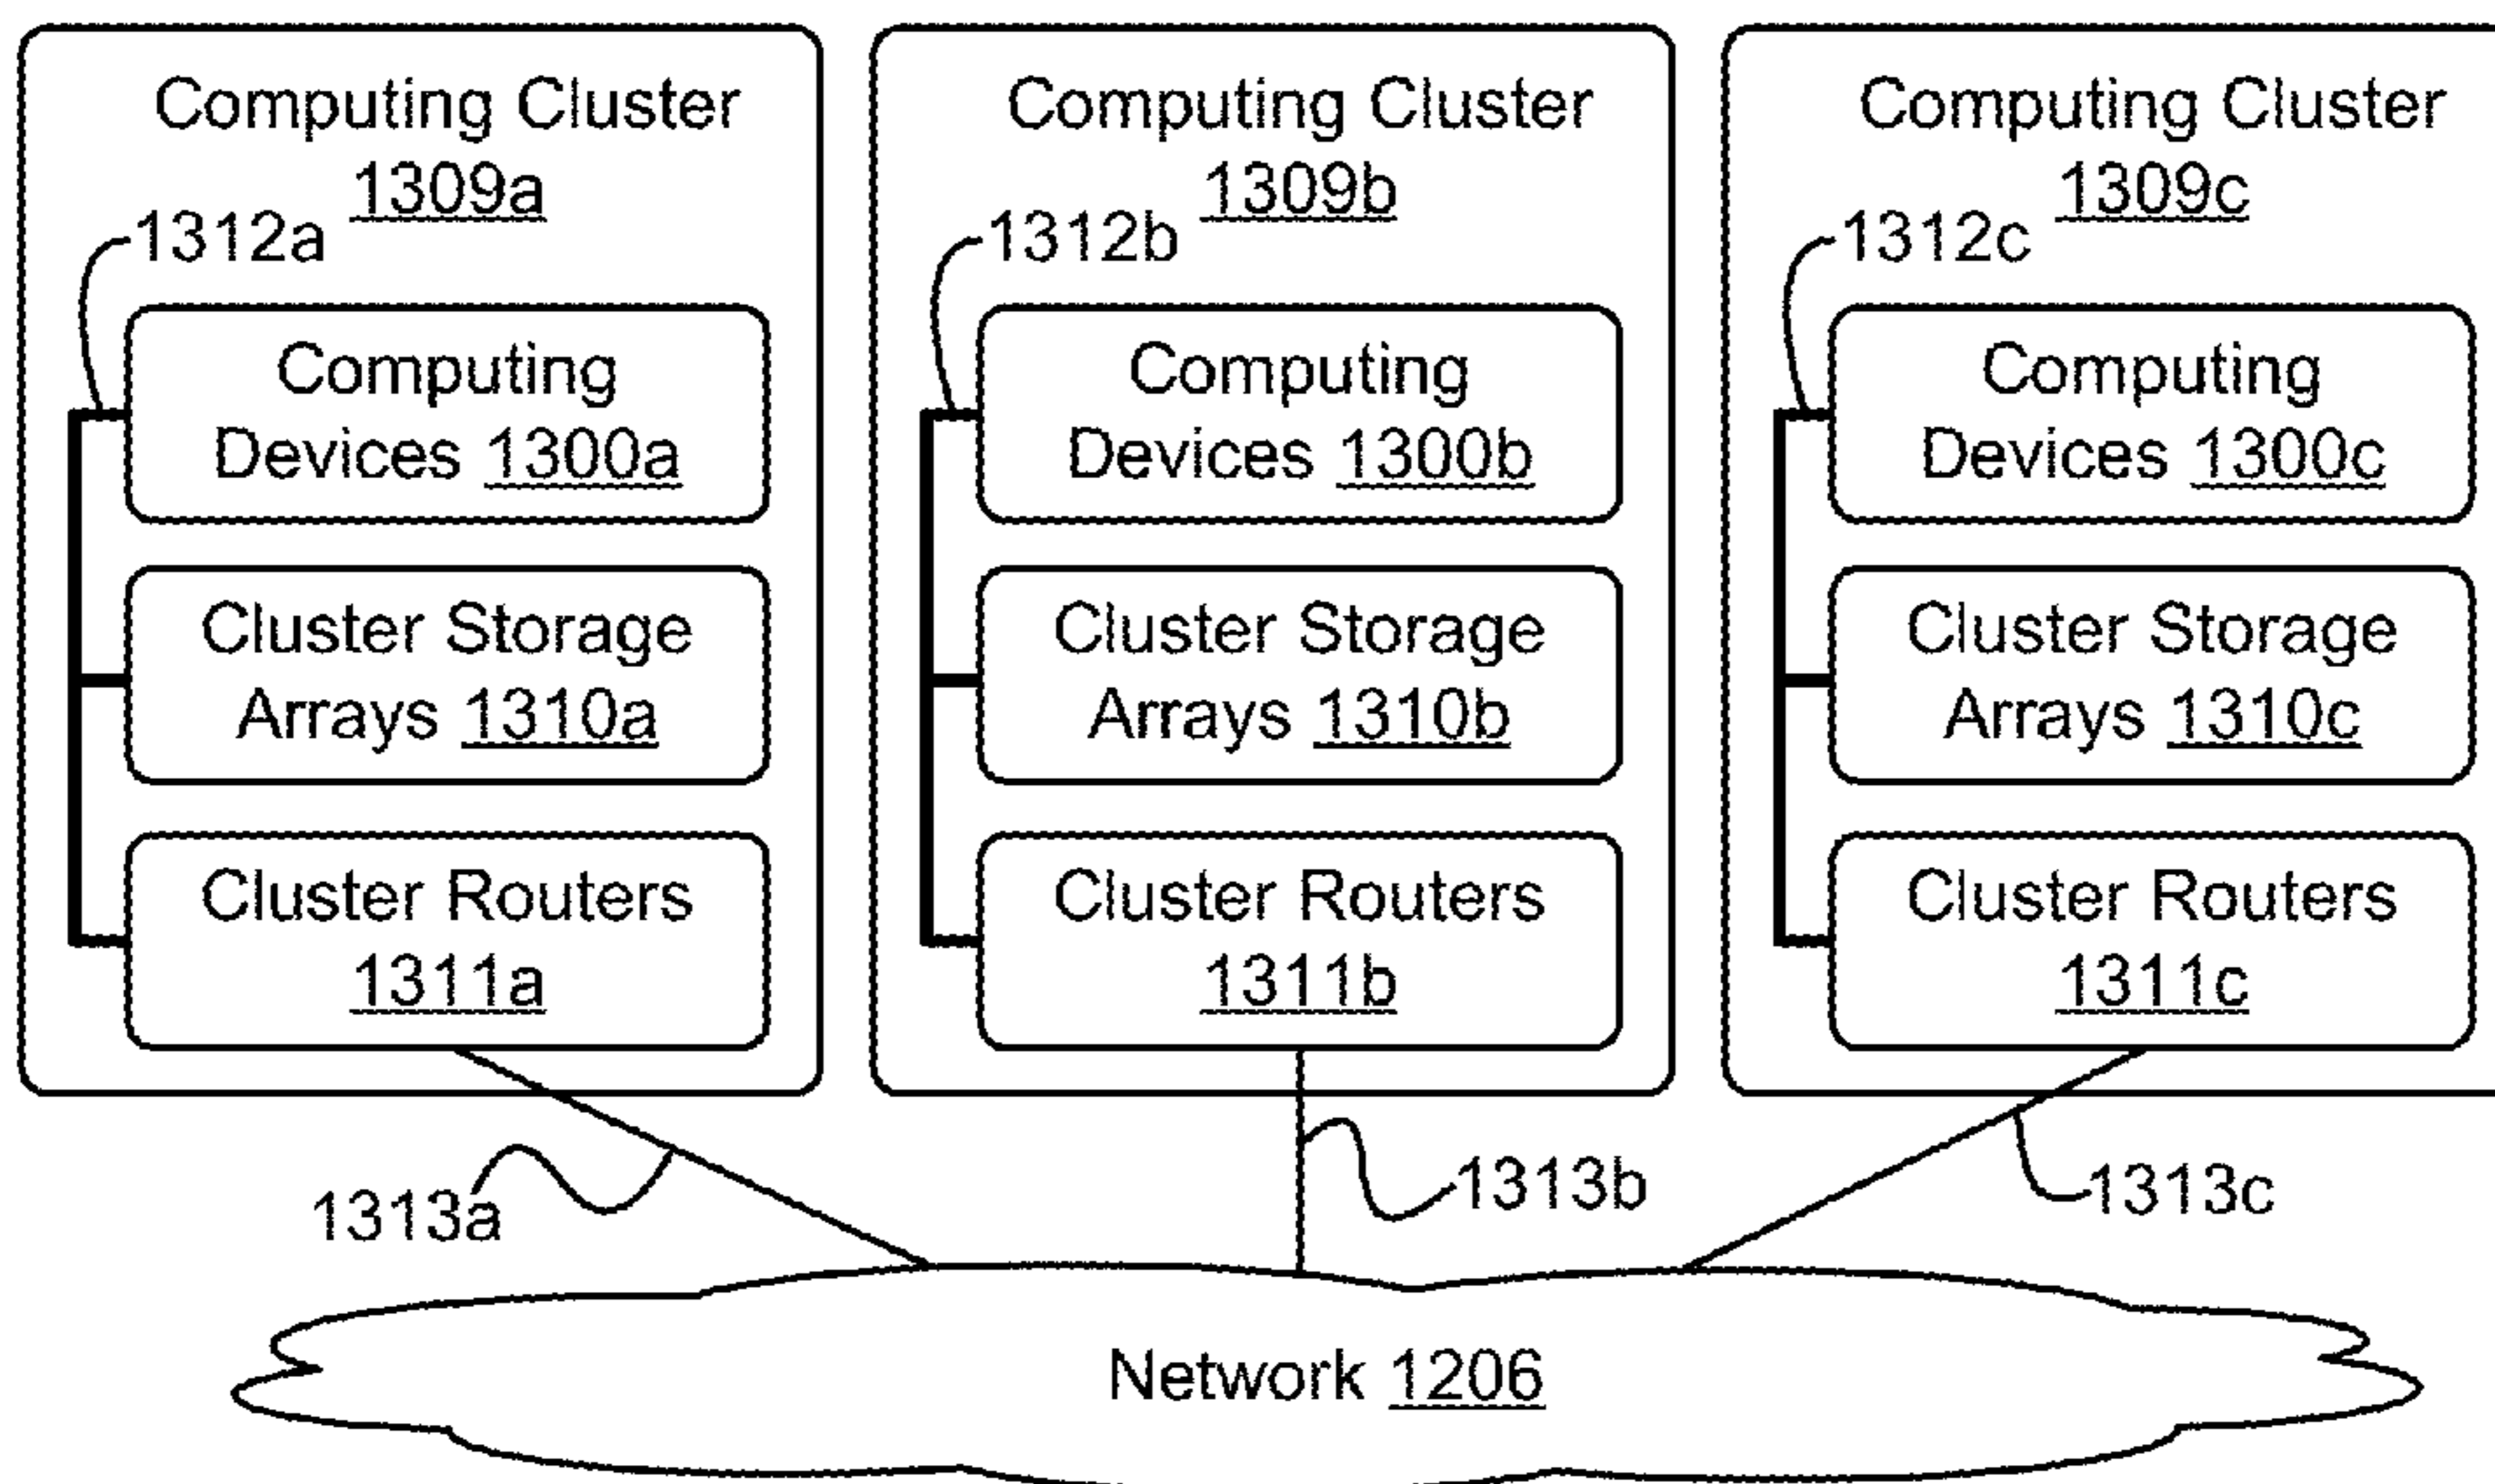 Computing Cluster
1309a
1312a
Computing
Devices 1300a
Cluster Storage
Arrays 1310a
Cluster Routers
1311a
Computing Cluster
1309b
1312b
Computing
Devices 1300b
Cluster Storage
Arrays 1310b
Cluster Routers
1311b
Computing Cluster
1309c
1312c
Computing
Devices 1300c
Cluster Storage
Arrays 1310c
Cluster Routers
1311c
1313a
1313b
1313c
Network 1206